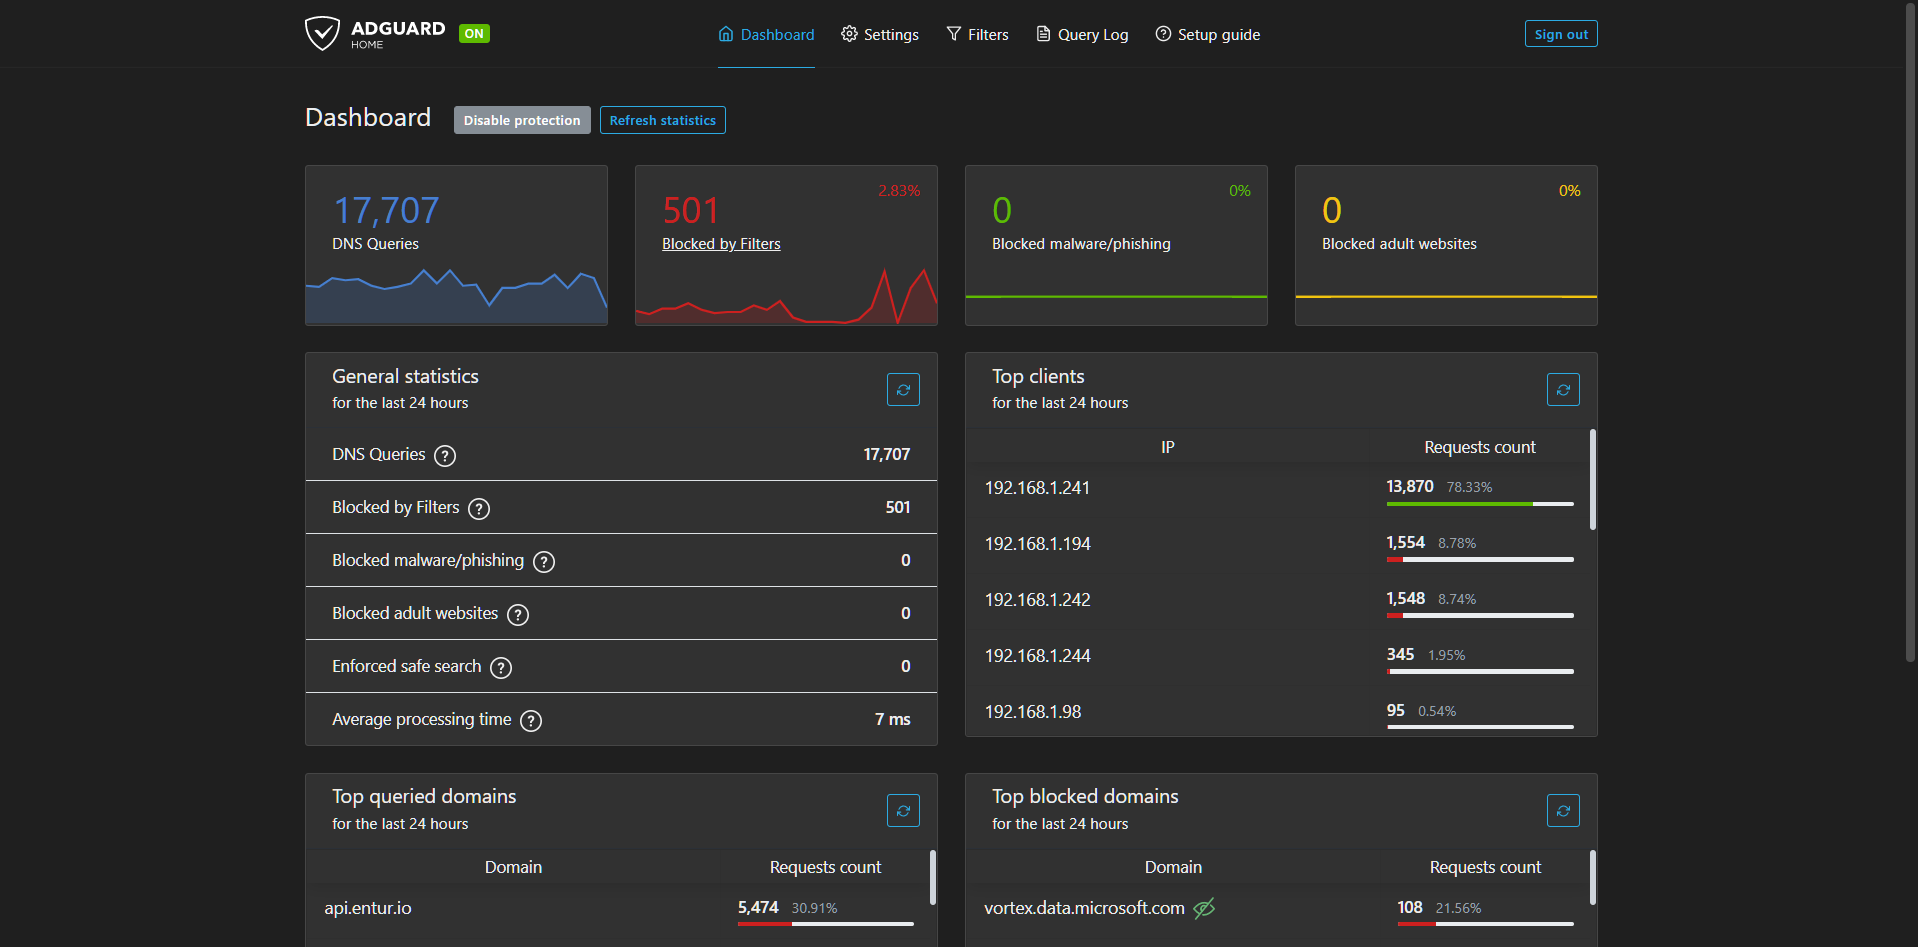 ADGUARD
HOME
ON
Dashboard
Settings
Filters
Query Log
Setup guide
Sign out
Dashboard
Disable protection
Refresh statistics
17,707
DNS Queries
2.83%
501
Blocked by Filters
0%
0
Blocked malware/phishing
0%
0
Blocked adult websites
General statistics
for the last 24 hours
DNS Queries ? 17,707
Blocked by Filters ? 501
Blocked malware/phishing ? 0
Blocked adult websites ? 0
Enforced safe search ? 0
Average processing time ? 7 ms
Top clients
for the last 24 hours
IP Requests count
192.168.1.241 13,870 78.33%
192.168.1.194 1,554 8.78%
192.168.1.242 1,548 8.74%
192.168.1.244 345 1.95%
192.168.1.98 95 0.54%
Top queried domains
for the last 24 hours
Domain Requests count
api.entur.io 5,474 30.91%
Top blocked domains
for the last 24 hours
Domain Requests count
vortex.data.microsoft.com 108 21.56%